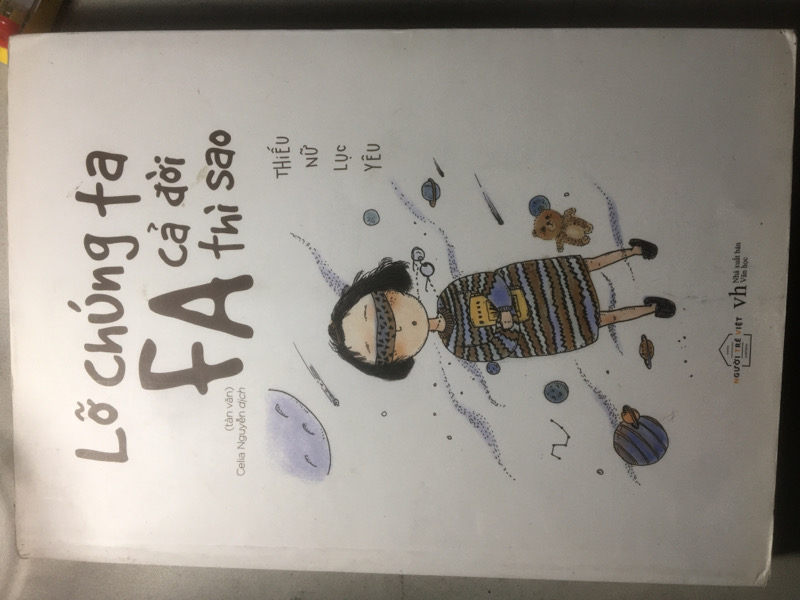 Lỡ chúng ta
FA cả đời
thì sao
(tản văn)
Celia Nguyễn dịch
THIẾU
NỮ
LỤC
YÊU
NGƯỜI TRẺ VIỆT
vh Nhà xuất bản
Văn học